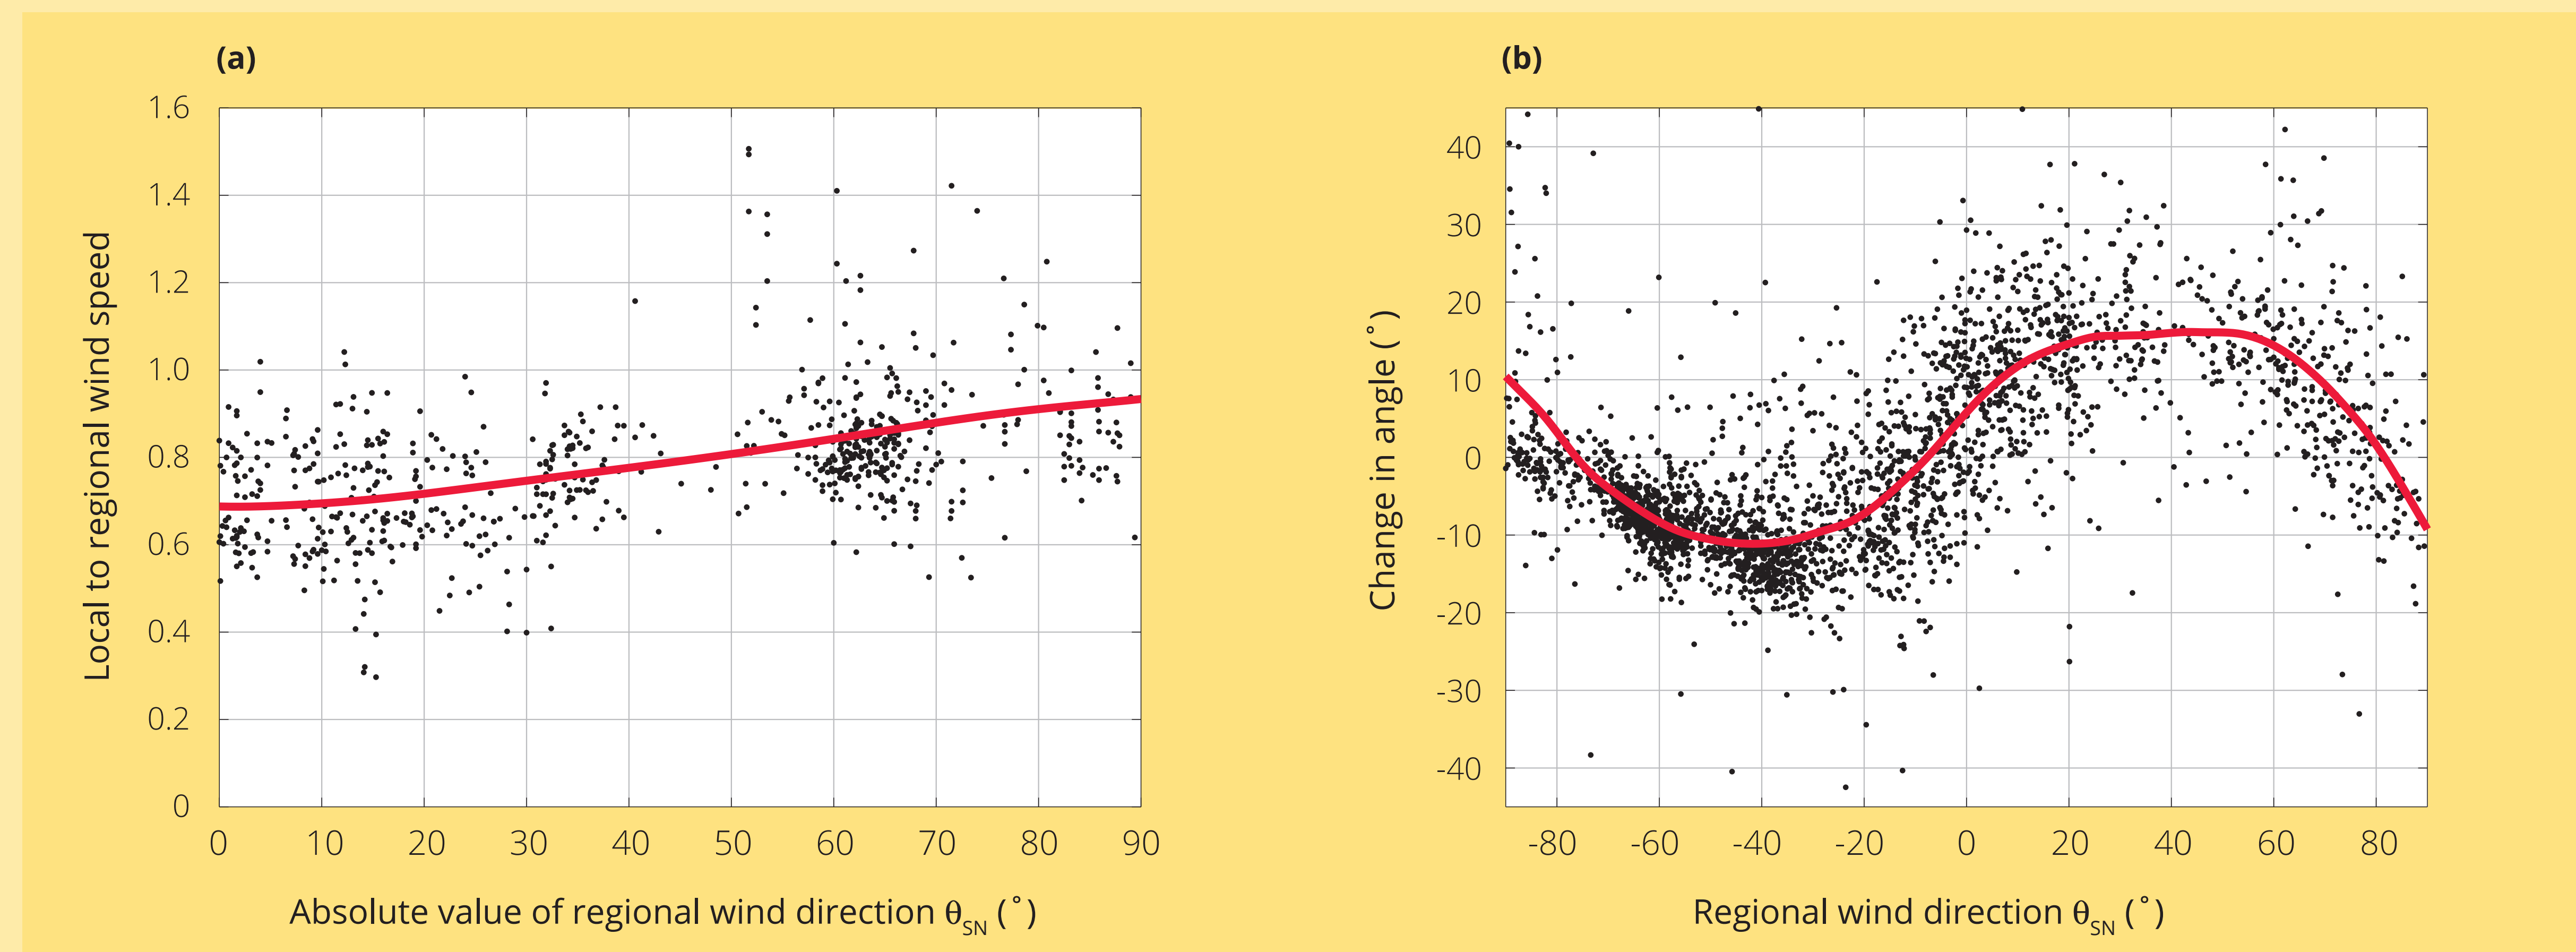 (a)
1.6
1.4
1.2
1.0
0.8
0.6
0.4
0.2
0
Local to regional wind speed
0 10 20 30 40 50 60 70 80 90
Absolute value of regional wind direction θSN (˚)
(b)
40
30
20
10
0
-10
-20
-30
-40
Change in angle (˚)
-80 -60 -40 -20 0 20 40 60 80
Regional wind direction θSN (˚)